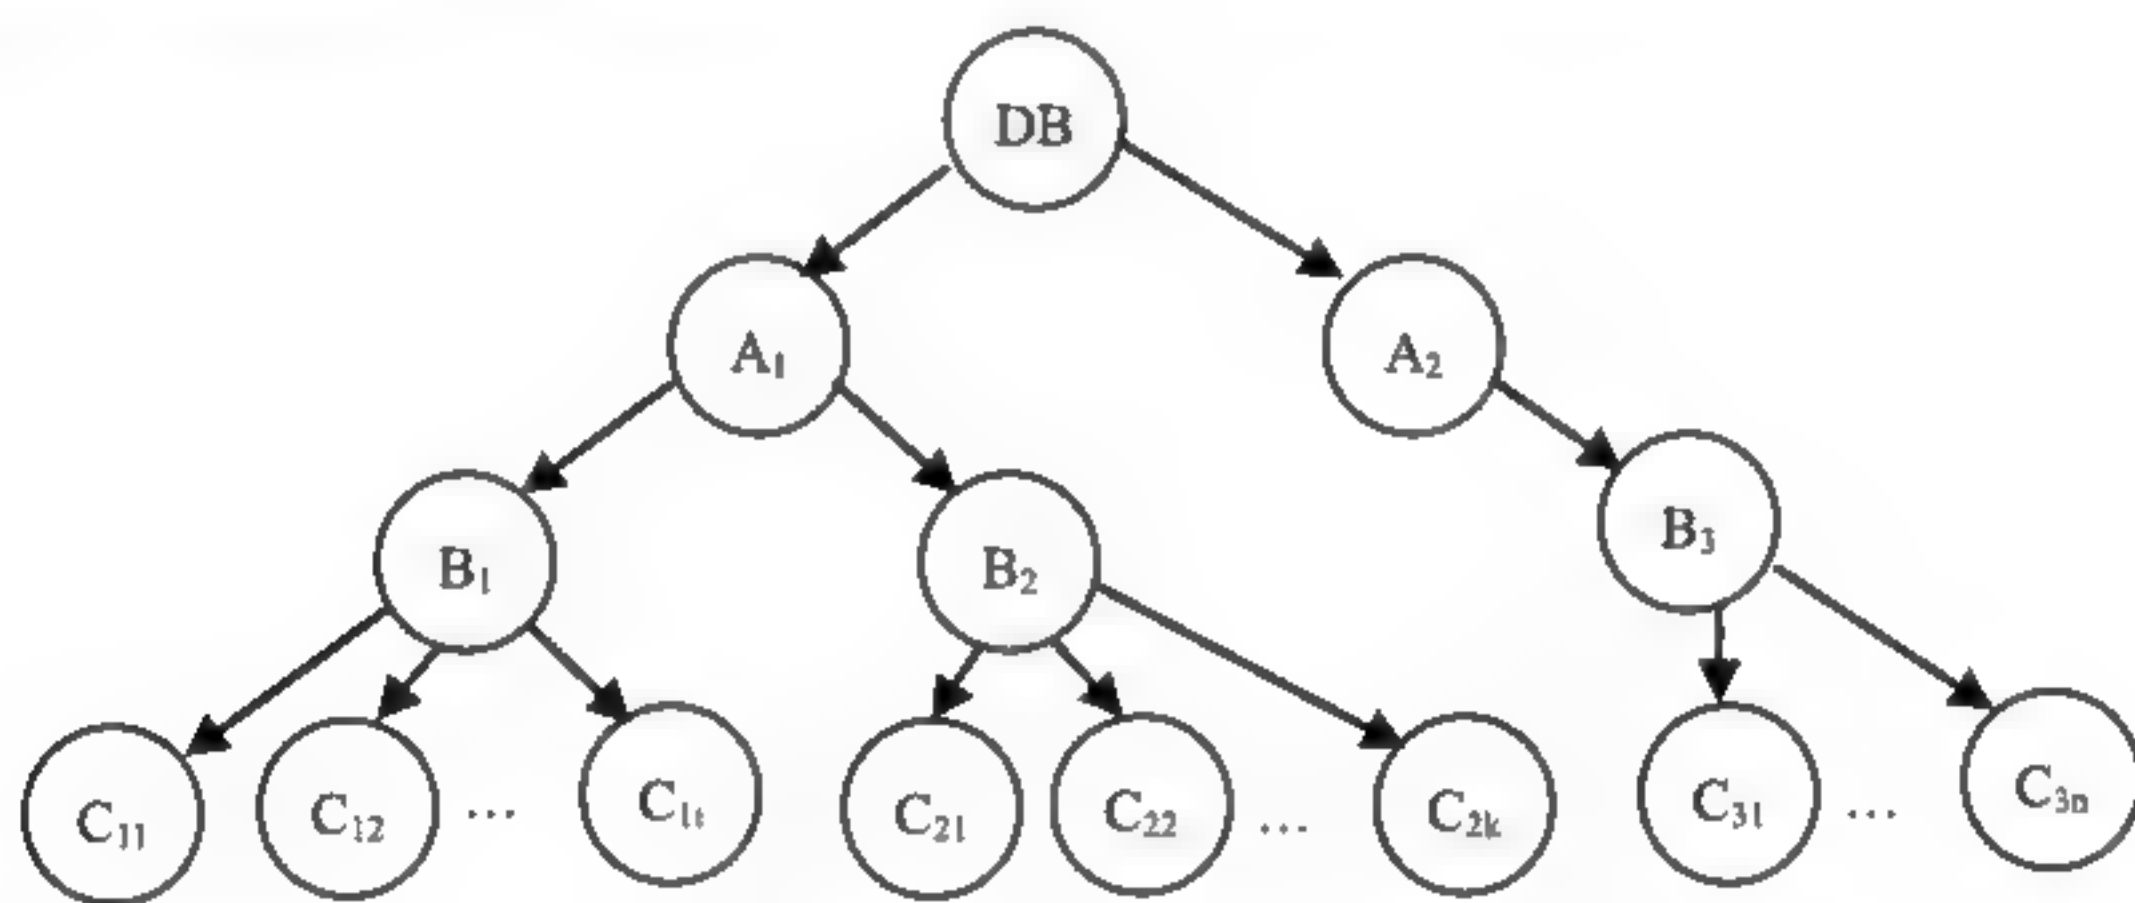 DB
A₁ A₂
B₁ B₂ B₃
C₁₁ C₁₂ ... C₁ₜ C₂₁ C₂₂ ... C₂ₖ C₃₁ ... C₃ₙ